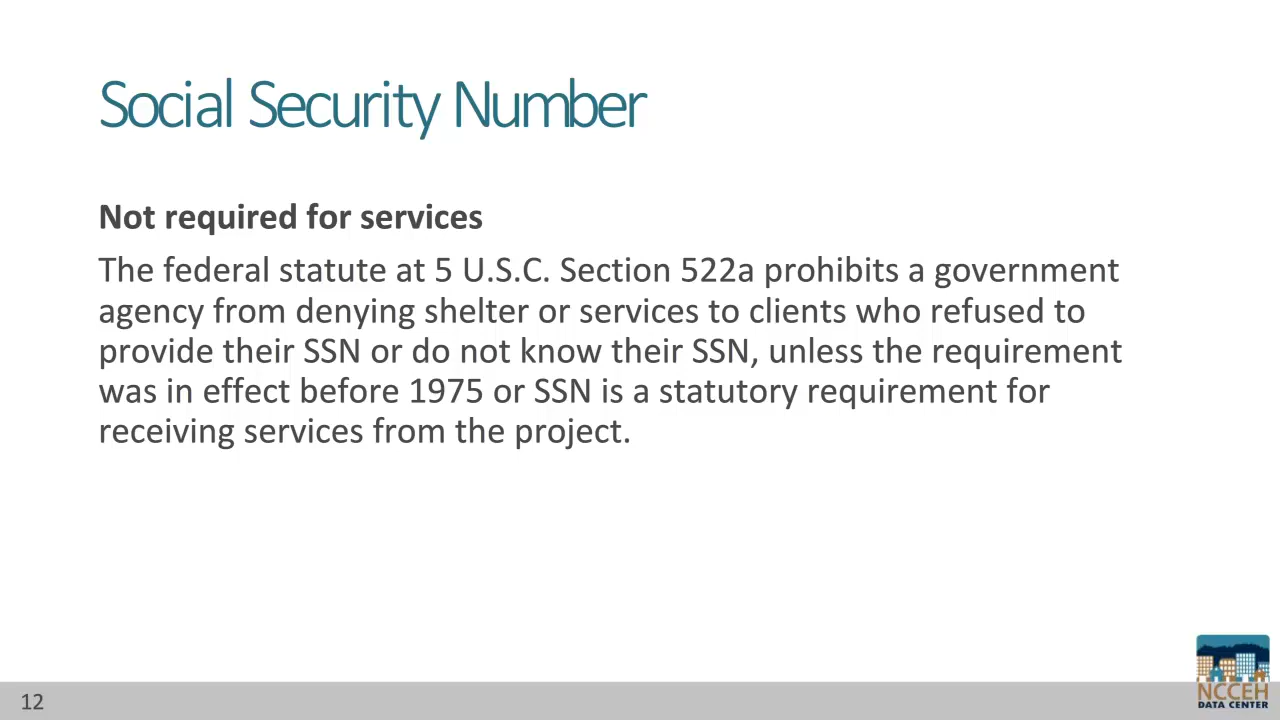 Social Security Number
Not required for services
The federal statute at 5 U.S.C. Section 522a prohibits a government
agency from denying shelter or services to clients who refused to
provide their SSN or do not know their SSN, unless the requirement
was in effect before 1975 or SSN is a statutory requirement for
receiving services from the project.
12
NCCEH
DATA CENTER